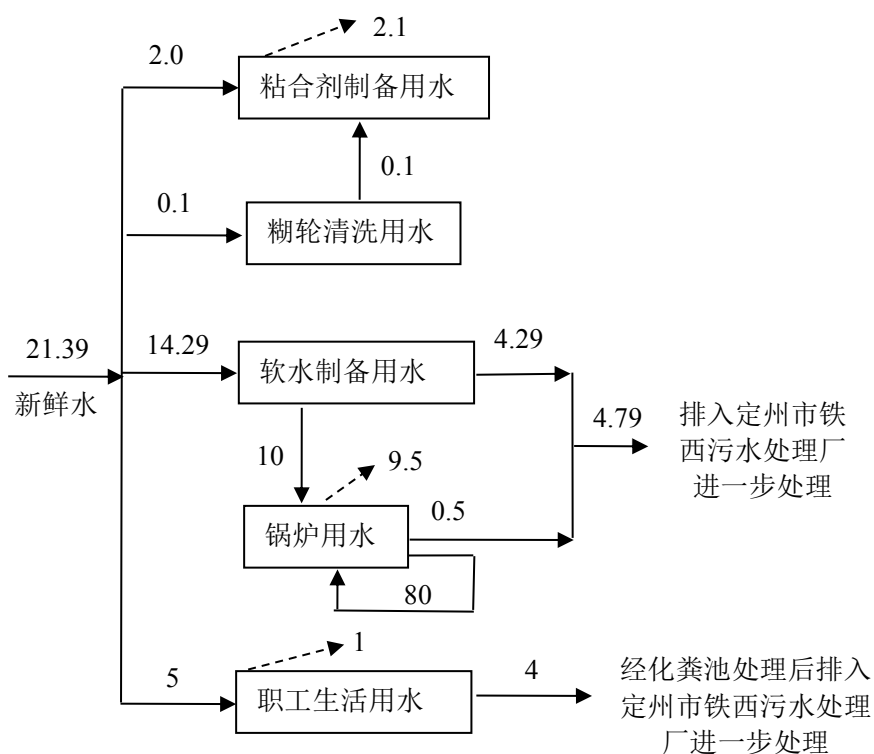 2.1
2.0
粘合剂制备用水
0.1
0.1
糊轮清洗用水
21.39
新鲜水
14.29
软水制备用水
4.29
4.79
排入定州市铁
西污水处理厂
进一步处理
10
9.5
锅炉用水
0.5
80
1
5
职工生活用水
4
经化粪池处理后排入
定州市铁西污水处理
厂进一步处理